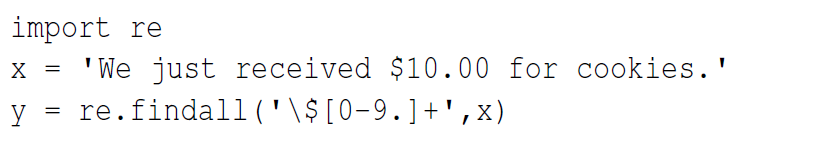 import re
x = 'We just received $10.00 for cookies.'
y = re.findall('\$[0-9.]+',x)